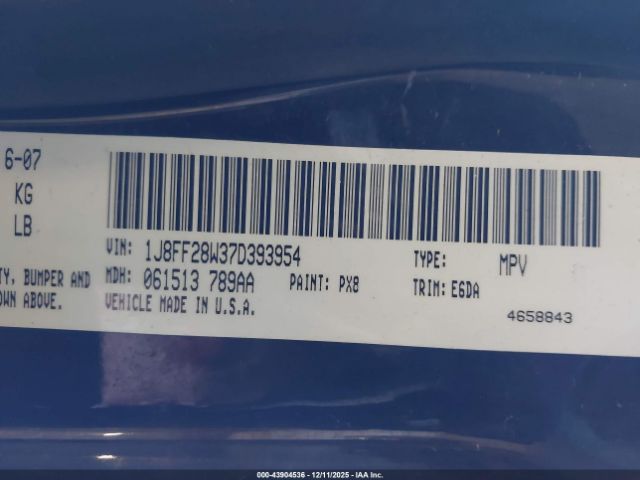 6-07
KG
LB
VIN: 1J8FF28W37D393954
TYPE: MPV
TY, BUMPER AND
MDH: 061513 789AA
PAINT: PX8
TRIM: E6DA
OWN ABOVE.
VEHICLE MADE IN U.S.A.
4658843
000-43904536 - 12/11/2025 - IAA Inc.